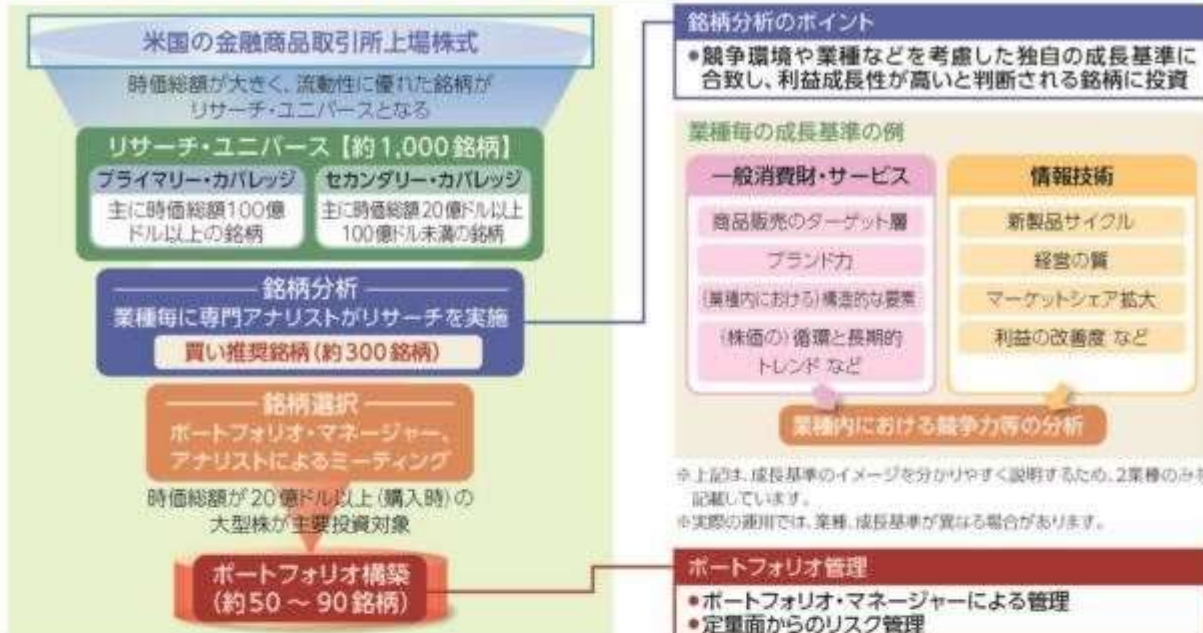 米国の金融商品取引所上場株式
時価総額が大きく、流動性に優れた銘柄が
リサーチ・ユニバースとなる
リサーチ・ユニバース【約1,000銘柄】
プライマリー・カバレッジ
主に時価総額100億
ドル以上の銘柄
セカンダリー・カバレッジ
主に時価総額20億ドル以上
100億ドル未満の銘柄
銘柄分析
業種毎に専門アナリストがリサーチを実施
買い推奨銘柄(約300銘柄)
銘柄選択
ポートフォリオ・マネージャー、
アナリストによるミーティング
時価総額が20億ドル以上(購入時)の
大型株が主要投資対象
ポートフォリオ構築
(約50～90銘柄)
銘柄分析のポイント
●競争環境や業種などを考慮した独自の成長基準に
合致し、利益成長性が高いと判断される銘柄に投資
業種毎の成長基準の例
一般消費財・サービス
商品販売のターゲット層
ブランド力
(業種内における)構造的な要素
(株価の)循環と長期的
トレンド など
情報技術
新製品サイクル
経営の質
マーケットシェア拡大
利益の改善度 など
業種内における競争力等の分析
※上記は、成長基準のイメージを分かりやすく説明するため、2業種のみを
記載しています。
※実際の運用では、業種、成長基準が異なる場合があります。
ポートフォリオ管理
●ポートフォリオ・マネージャーによる管理
●定量面からのリスク管理